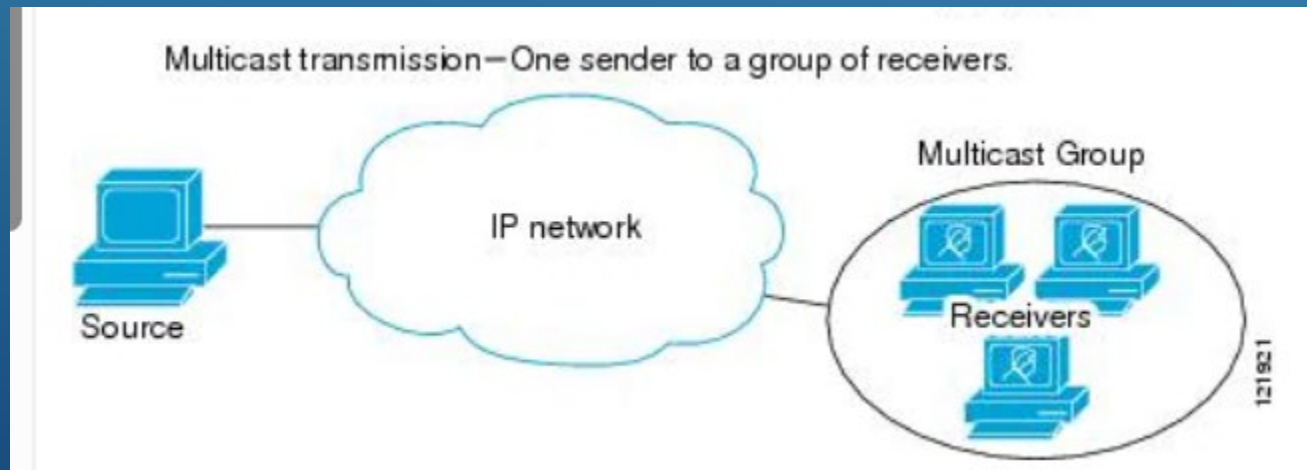 Multicast transmission—One sender to a group of receivers.
Multicast Group
IP network
Receivers
Source
121921